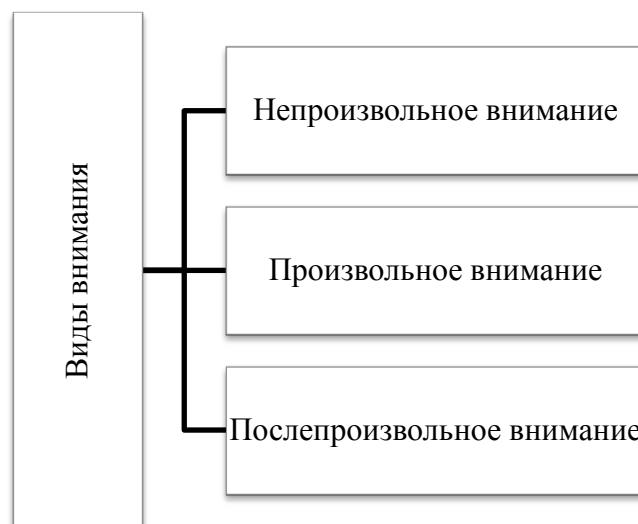 Виды внимания
Непроизвольное внимание
Произвольное внимание
Послепроизвольное внимание